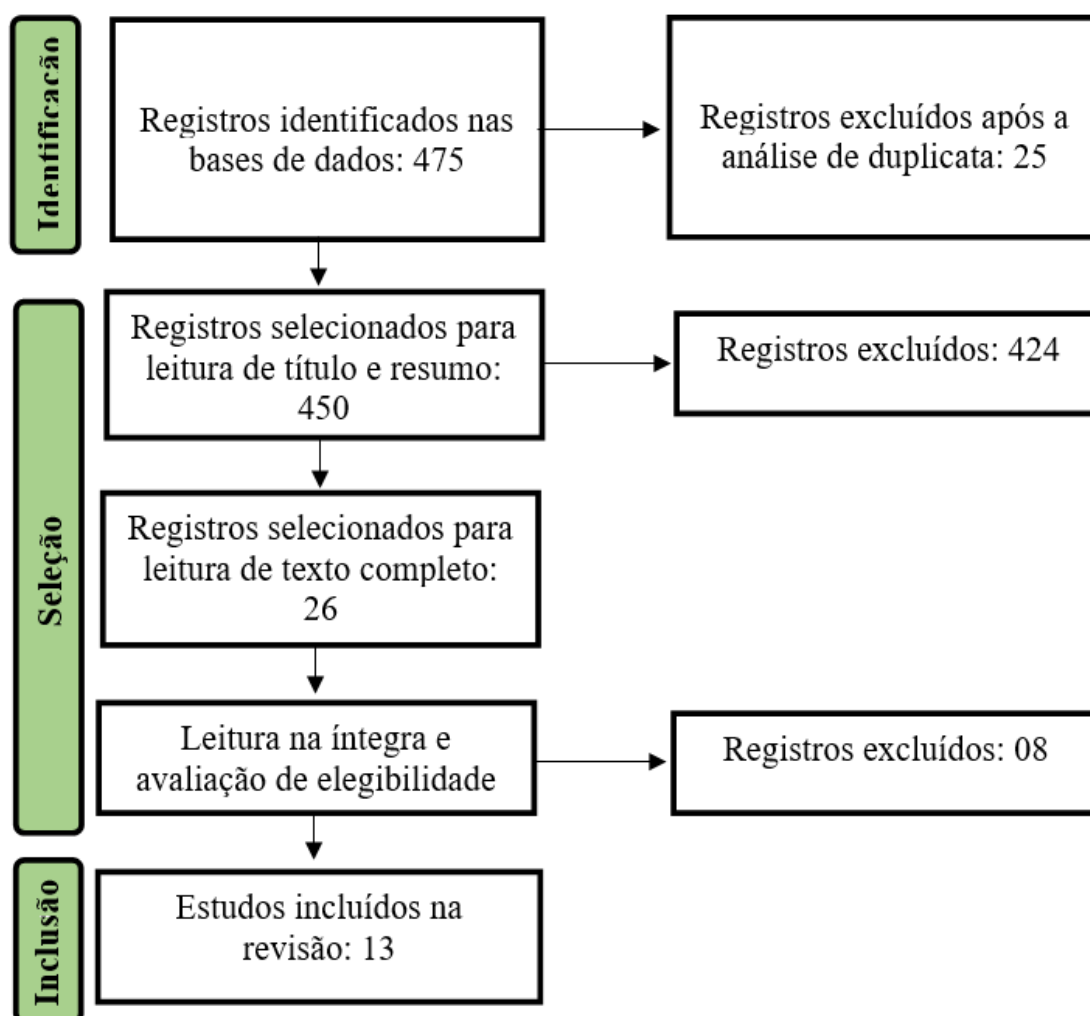 Identificação
Registros identificados nas
bases de dados: 475
Registros excluídos após a
análise de duplicata: 25
Seleção
Registros selecionados para
leitura de título e resumo:
450
Registros excluídos: 424
Registros selecionados para
leitura de texto completo:
26
Leitura na íntegra e
avaliação de elegibilidade
Registros excluídos: 08
Inclusão
Estudos incluídos na
revisão: 13